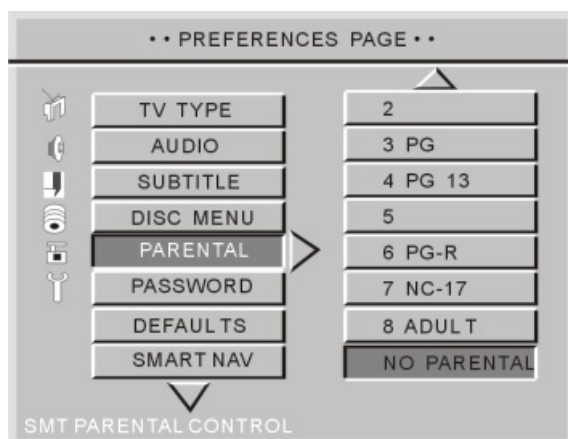 •• PREFERENCES PAGE ••
TV TYPE
AUDIO
SUBTITLE
DISC MENU
PARENTAL
PASSWORD
DEFAULTS
SMART NAV
2
3 PG
4 PG 13
5
6 PG-R
7 NC-17
8 ADULT
NO PARENTAL
SMT PARENTAL CONTROL